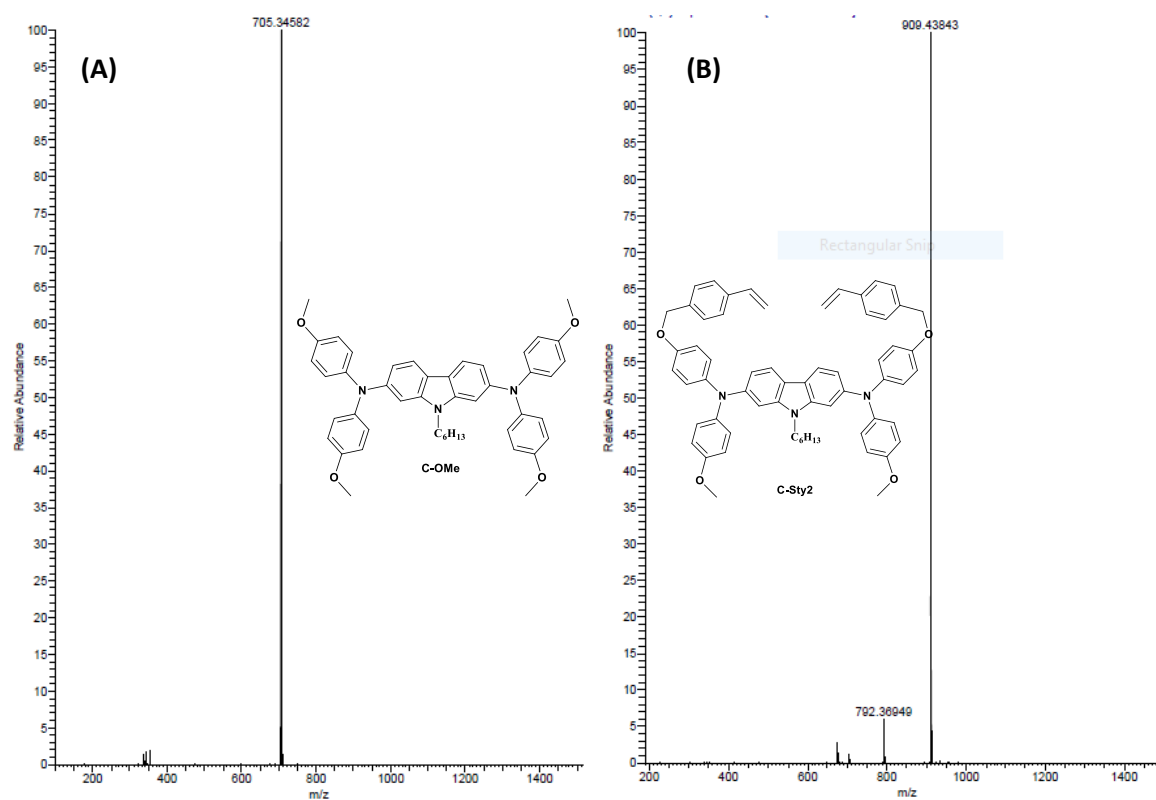 705.34582
(A)
100
95
90
85
80
75
70
65
60
55
50
45
40
35
30
25
20
15
10
5
0
Relative Abundance
200
400
600
800
1000
1200
1400
m/z
O
O
N
N
N
C6H13
O
O
C-OMe
909.43843
(B)
100
95
90
85
80
75
70
65
60
55
50
45
40
35
30
25
20
15
10
5
0
Relative Abundance
Rectangular Snip
O
O
N
N
N
C6H13
O
O
C-Sty2
792.36949
200
400
600
800
1000
1200
1400
m/z